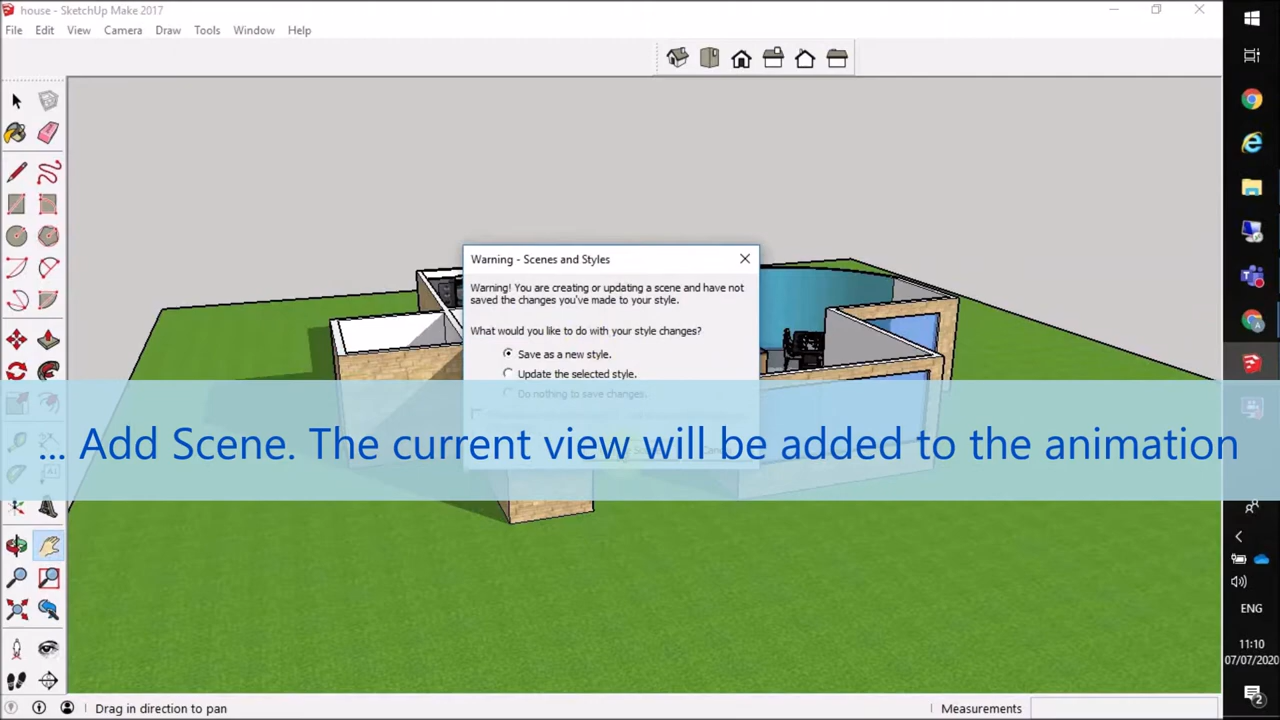 house - SketchUp Make 2017
File Edit View Camera Draw Tools Window Help
Warning - Scenes and Styles
Warning! You are creating or updating a scene and have not
saved the changes you've made to your style.
What would you like to do with your style changes?
Save as a new style.
Update the selected style.
Do nothing to save changes.
... Add Scene. The current view will be added to the animation
ENG
11:10
07/07/2020
2
Drag in direction to pan
Measurements